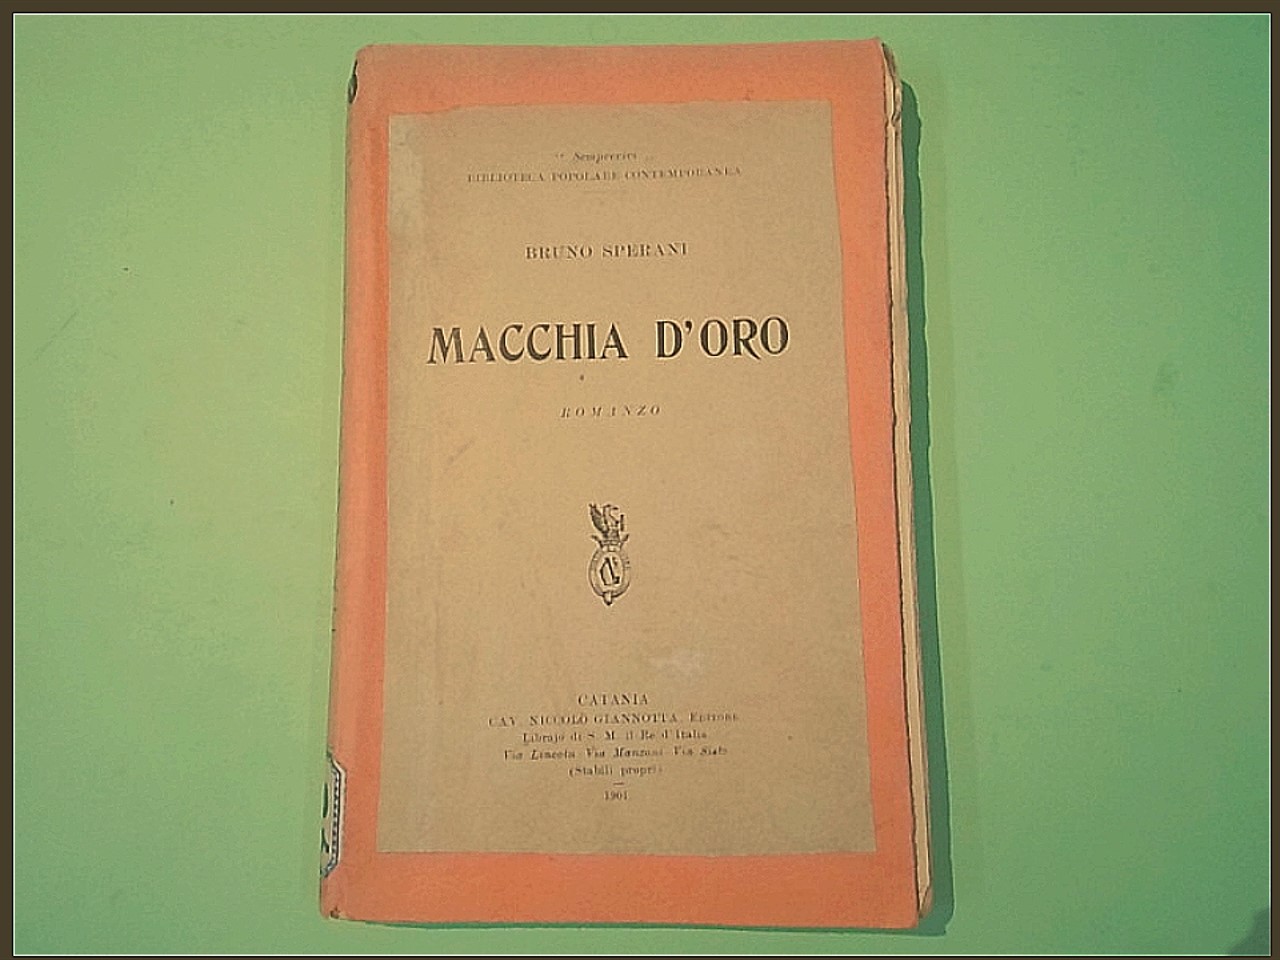 “ Semprevivi „
BIBLIOTECA POPOLARE CONTEMPORANEA
BRUNO SPERANI
MACCHIA D'ORO
ROMANZO
CATANIA
CAV. NICCOLÒ GIANNOTTA, EDITORE
Librajo di S. M. il Re d'Italia
Via Lincoln - Via Manzoni - Via Sisto
(Stabili proprii)
1901